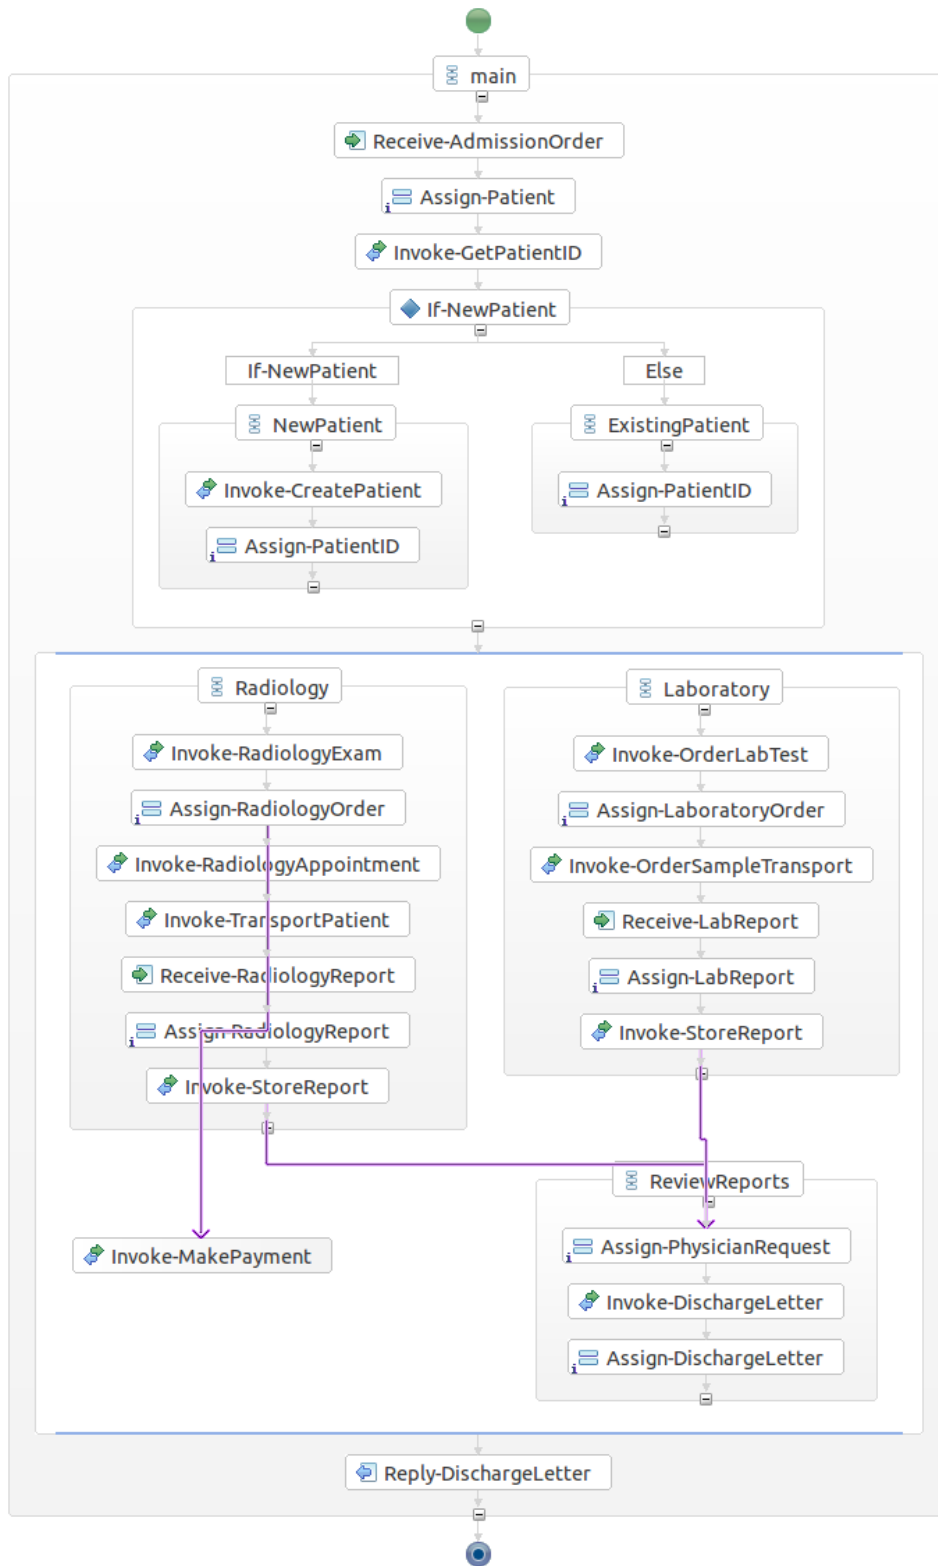 main
Receive-AdmissionOrder
Assign-Patient
Invoke-GetPatientID
If-NewPatient
If-NewPatient
Else
NewPatient
ExistingPatient
Invoke-CreatePatient
Assign-PatientID
Assign-PatientID
Radiology
Invoke-RadiologyExam
Assign-RadiologyOrder
Invoke-RadiologyAppointment
Invoke-TransportPatient
Receive-RadiologyReport
Assign-RadiologyReport
Invoke-StoreReport
Laboratory
Invoke-OrderLabTest
Assign-LaboratoryOrder
Invoke-OrderSampleTransport
Receive-LabReport
Assign-LabReport
Invoke-StoreReport
Invoke-MakePayment
ReviewReports
Assign-PhysicianRequest
Invoke-DischargeLetter
Assign-DischargeLetter
Reply-DischargeLetter